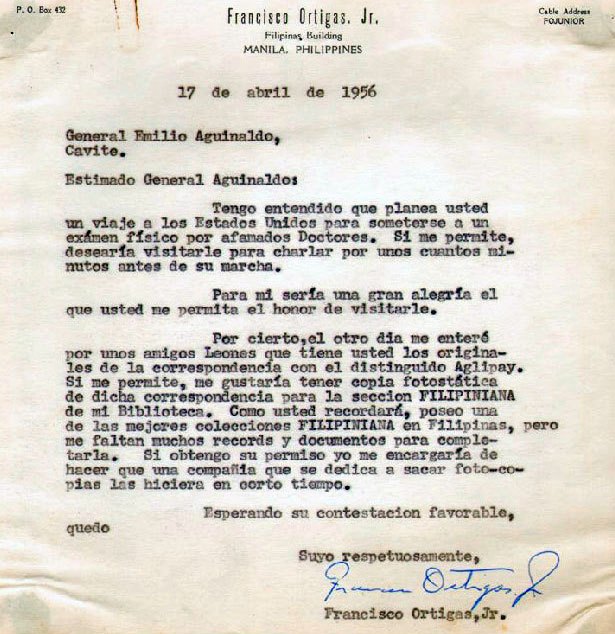 P. O. Box 432
Francisco Ortigas, Jr.
Filipinas Building
MANILA, PHILIPPINES
Cable Address
FOJUNIOR
17 de abril de 1956
General Emilio Aguinaldo,
Cavite.
Estimado General Aguinaldo:
Tengo entendido que planea usted
un viaje a los Estados Unidos para someterse a un
exámen físico por afamados Doctores. Si me permite,
desearía visitarle para charlar por unos cuantos mi-
nutos antes de su marcha.
Para mi sería una gran alegría el
que usted me permita el honor de visitarle.
Por cierto,el otro dia me enteré
por unos amigos Leones que tiene usted los origina-
les de la correspondencia con el distinguido Aglipay.
Si me permite, me gustaría tener copia fotostática
de dicha correspondencia para la seccion FILIPINIANA
de mi Biblioteca. Como usted recordará, poseo una
de las mejores colecciones FILIPINIANA en Filipinas, pero
me faltan muchos records y documentos para comple-
tarla. Si obtengo su permiso yo me encargaría de
hacer que una compañia que se dedica a sacar foto-co-
pias las hiciera en corto tiempo.
Esperando su contestacion favorable,
quedo
Suyo respetuosamente,
Francisco Ortigas, Jr
Francisco Ortigas,Jr.